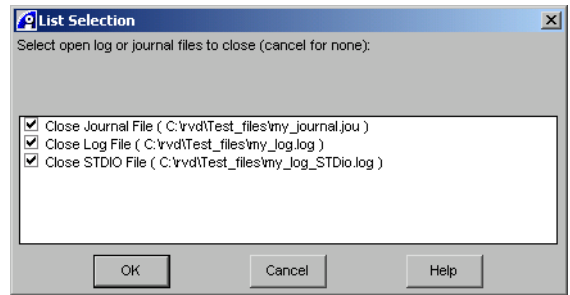 List Selection
Select open log or journal files to close (cancel for none):
Close Journal File ( C:\rvd\Test_files\my_journal.jou )
Close Log File ( C:\rvd\Test_files\my_log.log )
Close STDIO File ( C:\rvd\Test_files\my_log_STDio.log )
OK Cancel Help